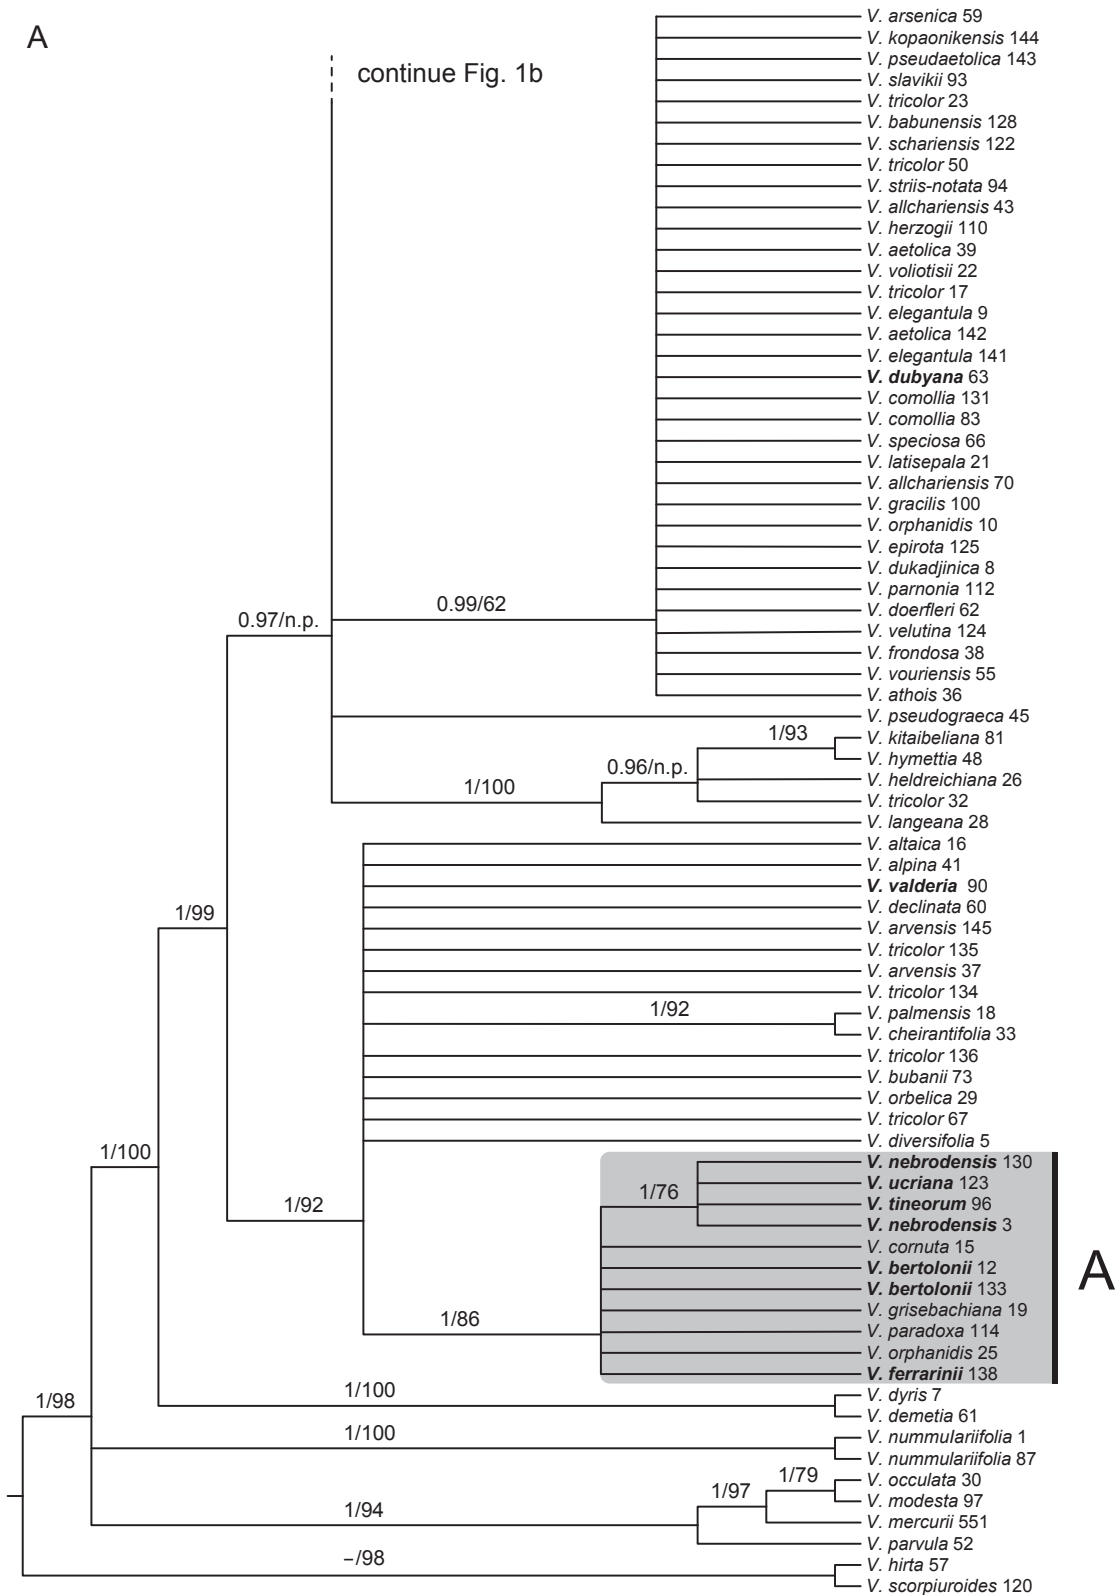 A
continue Fig. 1b
V. arsenica 59
V. kopaonikensis 144
V. pseudaetolica 143
V. slavikii 93
V. tricolor 23
V. babunensis 128
V. schariensis 122
V. tricolor 50
V. striis-notata 94
V. allchariensis 43
V. herzogii 110
V. aetolica 39
V. voliotisii 22
V. tricolor 17
V. elegantula 9
V. aetolica 142
V. elegantula 141
V. dubyana 63
V. comollia 131
V. comollia 83
V. speciosa 66
V. latisepala 21
V. allchariensis 70
V. gracilis 100
V. orphanidis 10
V. epirota 125
V. dukadjinica 8
V. parnonia 112
0.99/62
V. doerfleri 62
0.97/n.p.
V. velutina 124
V. frondosa 38
V. vouriensis 55
V. athois 36
V. pseudograeca 45
1/93
V. kitaibeliana 81
V. hymettia 48
0.96/n.p.
V. heldreichiana 26
1/100
V. tricolor 32
V. langeana 28
V. altaica 16
V. alpina 41
V. valderia 90
V. declinata 60
1/99
V. arvensis 145
V. tricolor 135
V. arvensis 37
V. tricolor 134
1/92
V. palmensis 18
V. cheirantifolia 33
V. tricolor 136
V. bubanii 73
V. orbelica 29
V. tricolor 67
V. diversifolia 5
1/100
V. nebrodensis 130
1/76
V. ucriana 123
1/92
V. tineorum 96
V. nebrodensis 3
V. cornuta 15
V. bertolonii 12
A
V. bertolonii 133
V. grisebachiana 19
1/86
V. paradoxa 114
V. orphanidis 25
V. ferrarinii 138
1/98
1/100
V. dyris 7
V. demetia 61
1/100
V. nummulariifolia 1
V. nummulariifolia 87
1/79
V. occulata 30
1/97
V. modesta 97
1/94
V. mercurii 551
V. parvula 52
–/98
V. hirta 57
V. scorpiuroides 120